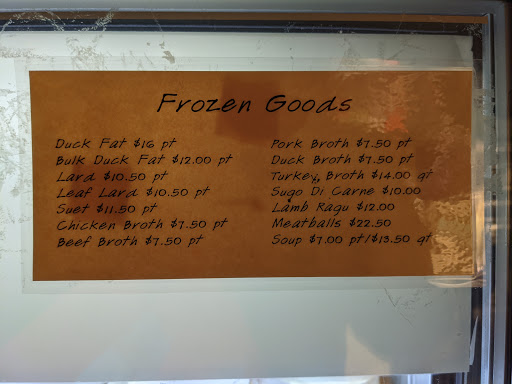 Frozen Goods
Duck Fat $16 pt
Bulk Duck Fat $12.00 pt
Lard $10.50 pt
Leaf Lard $10.50 pt
Suet $11.50 pt
Chicken Broth $7.50 pt
Beef Broth $7.50 pt
Pork Broth $7.50 pt
Duck Broth $7.50 pt
Turkey Broth $14.00 qt
Sugo Di Carne $10.00
Lamb Ragu $12.00
Meatballs $22.50
Soup $7.00 pt/$13.50 qt